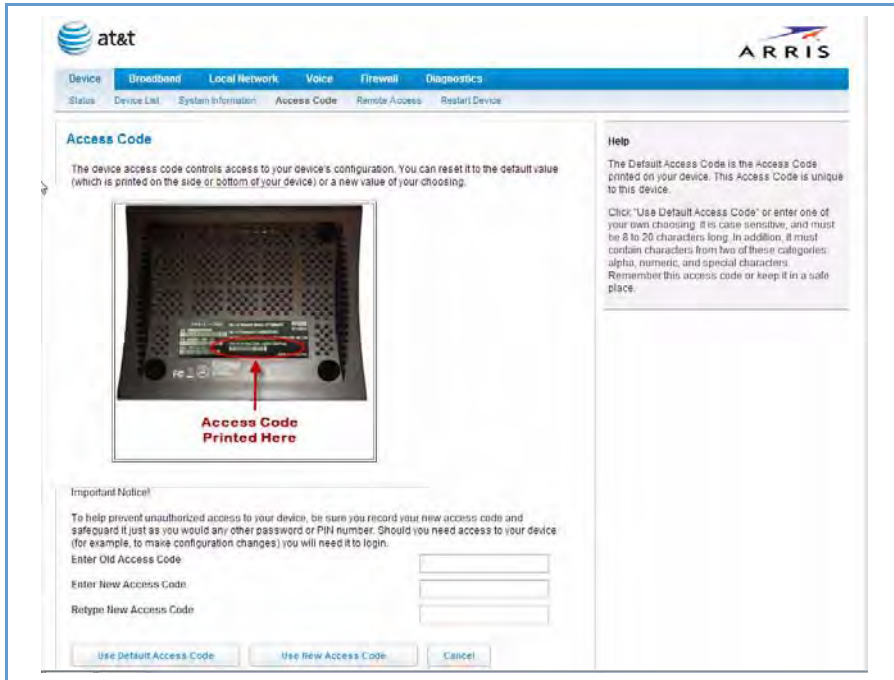 at&t
ARRIS
Device Broadband Local Network Voice Firewall Diagnostics
Status Device List System Information Access Code Remote Access Restart Device
Access Code
The device access code controls access to your device's configuration. You can reset it to the default value
(which is printed on the side or bottom of your device) or a new value of your choosing.
Access Code
Printed Here
Important Notice!
To help prevent unauthorized access to your device, be sure you record your new access code and
safeguard it just as you would any other password or PIN number. Should you need access to your device
(for example, to make configuration changes) you will need it to login.
Enter Old Access Code
Enter New Access Code
Retype New Access Code
Use Default Access Code Use New Access Code Cancel
Help
The Default Access Code is the Access Code
printed on your device. This Access Code is unique
to this device.
Click "Use Default Access Code" or enter one of
your own choosing. It is case sensitive, and must
be 8 to 20 characters long. In addition, it must
contain characters from two of these categories:
alpha, numeric, and special characters.
Remember this access code or keep it in a safe
place.